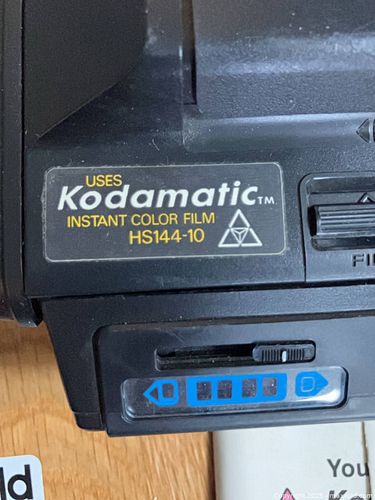 USES
Kodamatic™
INSTANT COLOR FILM
HS144-10
You